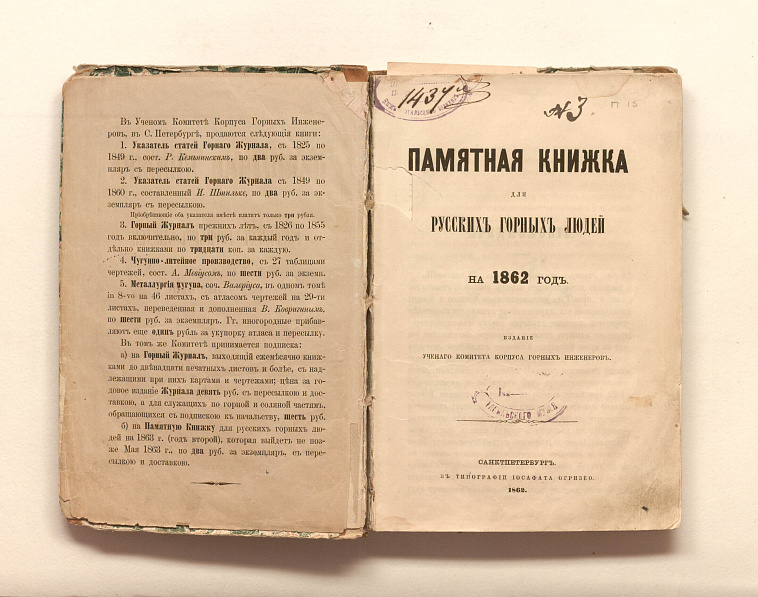 Въ Ученомъ Комитетѣ Корпуса Горныхъ Инжене-
ровъ, въ С. Петербургѣ, продаются слѣдующія книги:
1. Указатель статей Горнаго Журнала, съ 1825 по
1849 г., сост. Р. Кемпинскимъ, по два руб. за экзем-
пляръ съ пересылкою.
2. Указатель статей Горнаго Журнала съ 1849 по
1860 г., составленный И. Штильке, по два руб. за эк-
земпляръ съ пересылкою.
Пріобрѣтающіе оба указателя вмѣстѣ платятъ только три рубля.
3. Горный Журналъ прежнихъ лѣтъ, съ 1826 по 1855
годъ включительно, по три руб. за каждый годъ и от-
дѣльно книжками по тридцати коп. за каждую.
4. Чугунно-литейное производство, съ 27 таблицами
чертежей, сост. А. Мевіусомъ, по шести руб. за экземп.
5. Металлургія чугуна, соч. Валеріуса, въ одномъ томѣ
in 8-vo на 46 листахъ, съ атласомъ чертежей на 29-ти
листахъ, переведенная и дополненная В. Ковригинымъ,
по шести руб. за экземпляръ. Гг. иногородные прибав-
ляютъ еще одинъ рубль за укупорку атласа и пересылку.
Въ томъ же Комитетѣ принимается подписка:
а) на Горный Журналъ, выходящій ежемѣсячно книж-
ками до двѣнадцати печатныхъ листовъ и болѣе, съ над-
лежащими при нихъ картами и чертежами; цѣна за го-
довое изданіе Журнала девять руб. съ пересылкою и дос-
тавкою, а для служащихъ по горной и соляной частямъ,
обращающихся съ подпискою къ начальству, шесть руб.
б) на Памятную Книжку для русскихъ горныхъ лю-
дей на 1863 г. (годъ второй), которая выйдетъ не поз-
же Мая 1863 г., по два руб. за экземпляръ, съ пере-
сылкою и доставкою.
1434
№ 3.
П 15
ПАМЯТНАЯ КНИЖКА
ДЛЯ
РУССКИХЪ ГОРНЫХЪ ЛЮДЕЙ
НА 1862 ГОДЪ.
ИЗДАНІЕ
УЧЕНАГО КОМИТЕТА КОРПУСА ГОРНЫХЪ ИНЖЕНЕРОВЪ.
САНКТПЕТЕРБУРГЪ.
ВЪ ТИПОГРАФІИ ІОСАФАТА ОГРИЗКО.
1862.